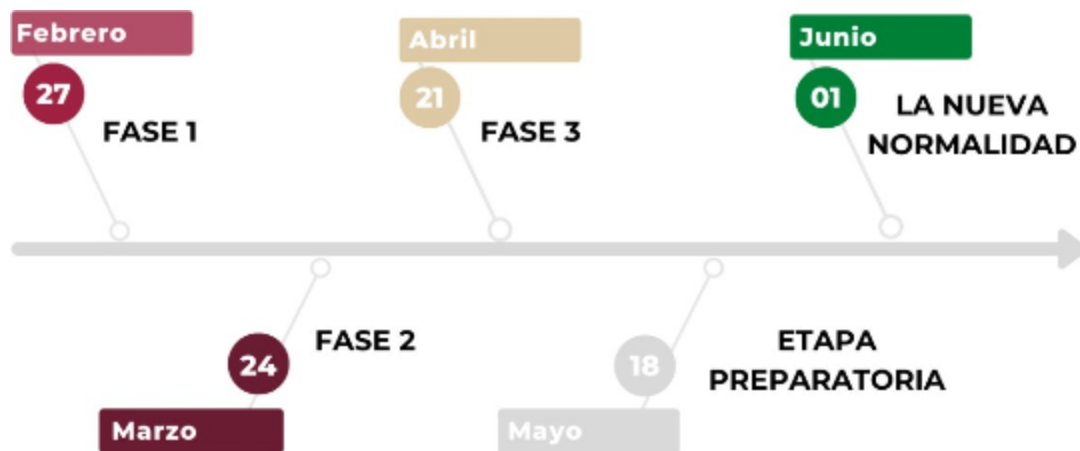 Febrero
27
FASE 1
Abril
21
FASE 3
Junio
01
LA NUEVA
NORMALIDAD
24
FASE 2
Marzo
18
ETAPA
PREPARATORIA
Mayo